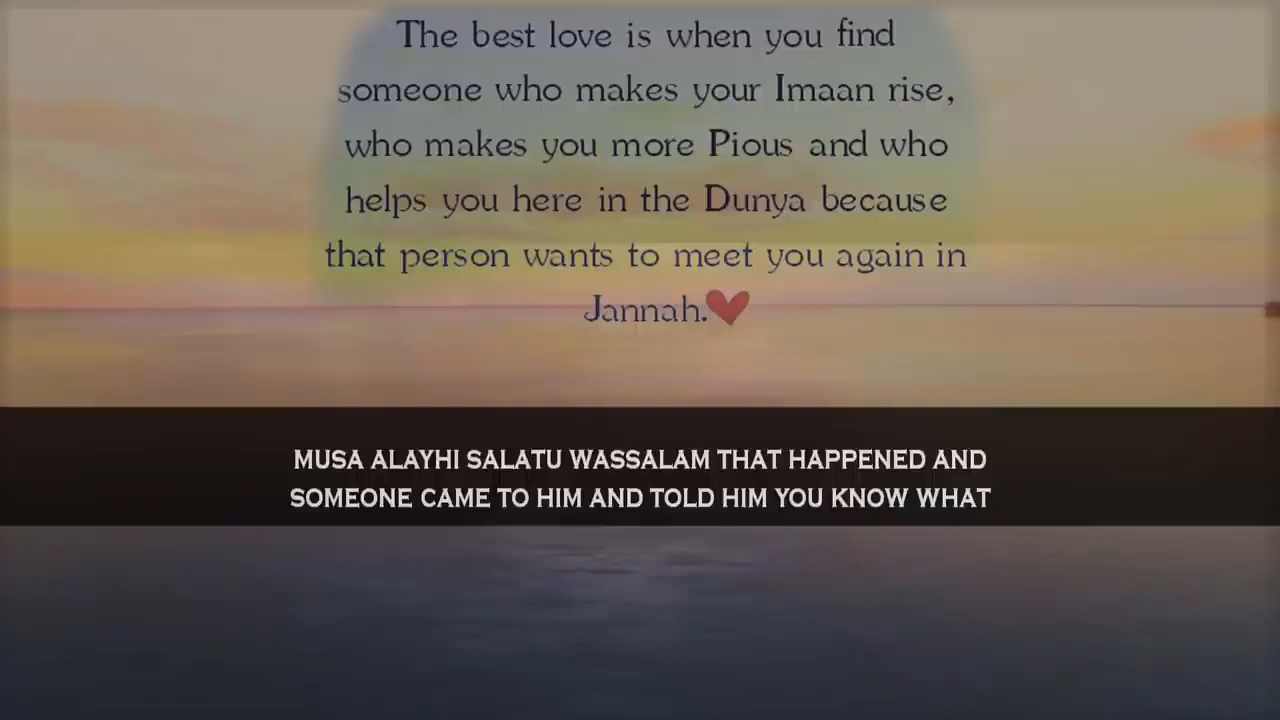 The best love is when you find
someone who makes your Imaan rise,
who makes you more Pious and who
helps you here in the Dunya because
that person wants to meet you again in
Jannah.❤
MUSA ALAYHI SALATU WASSALAM THAT HAPPENED AND
SOMEONE CAME TO HIM AND TOLD HIM YOU KNOW WHAT